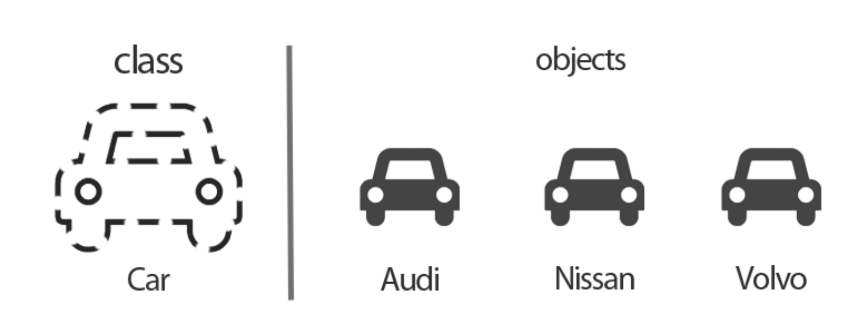 class
objects
Car
Audi
Nissan
Volvo